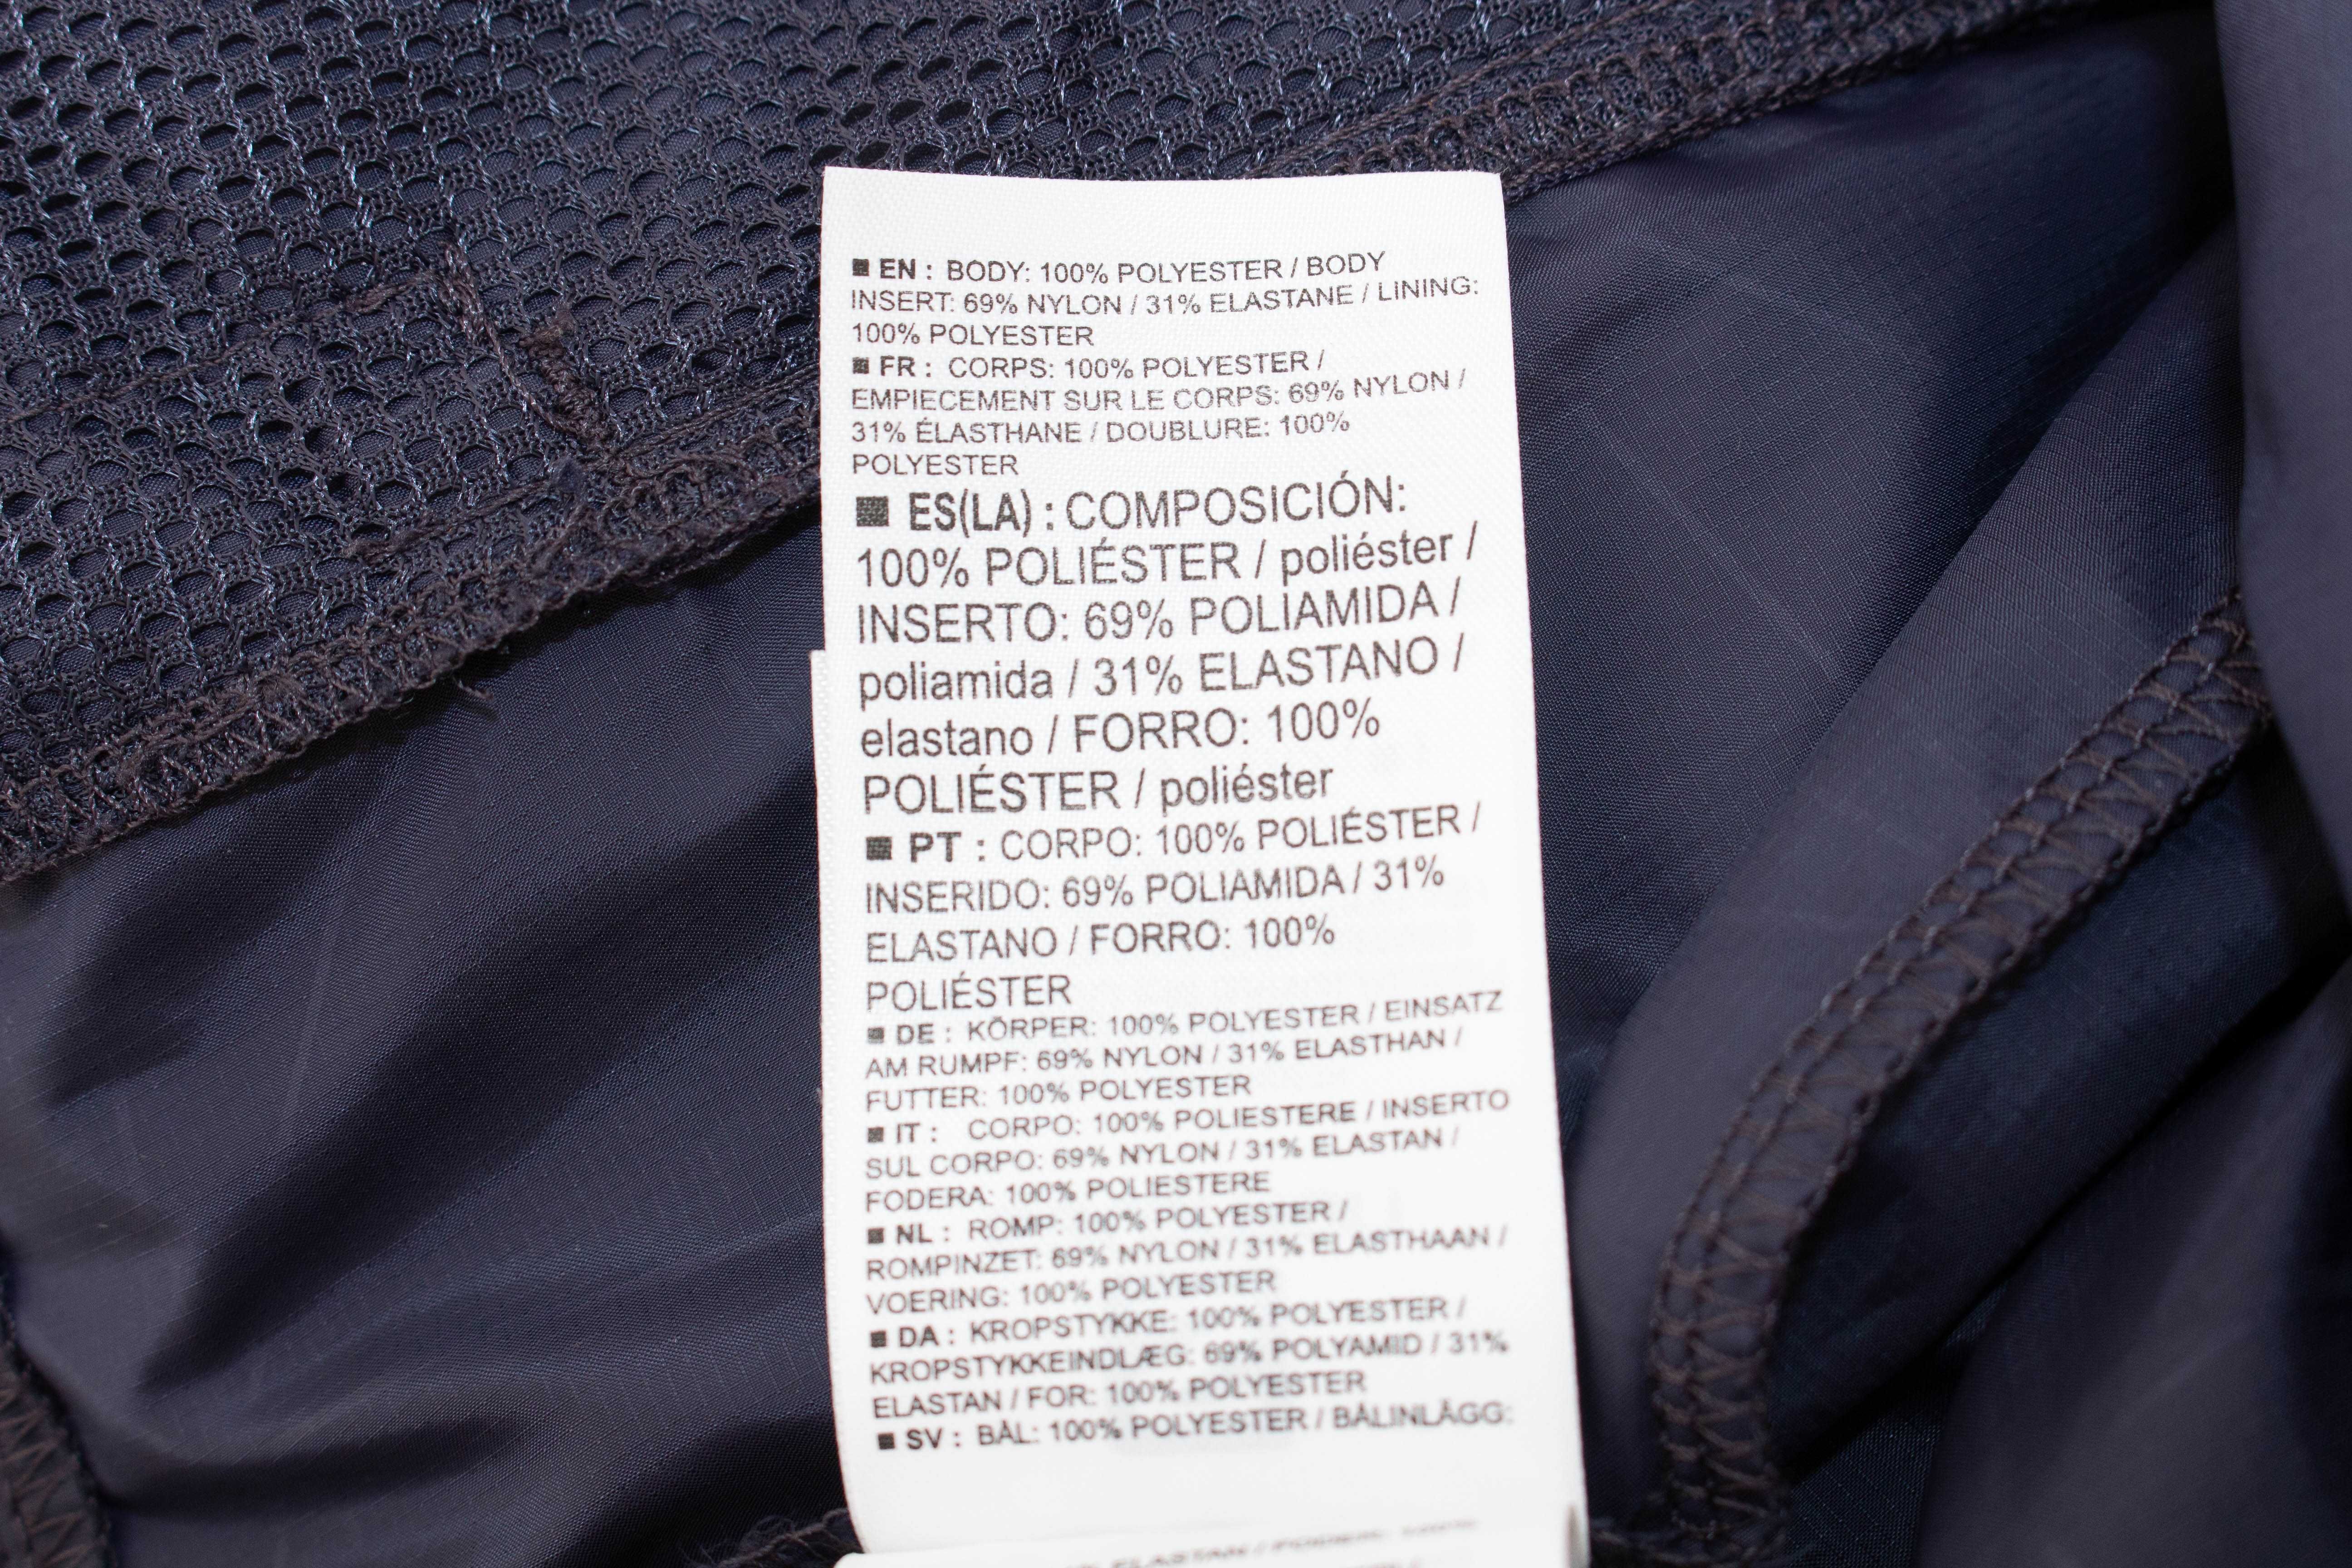 ■ EN : BODY: 100% POLYESTER / BODY
INSERT: 69% NYLON / 31% ELASTANE / LINING:
100% POLYESTER
■ FR : CORPS: 100% POLYESTER /
EMPIECEMENT SUR LE CORPS: 69% NYLON /
31% ÉLASTHANE / DOUBLURE: 100%
POLYESTER
■ ES(LA) : COMPOSICIÓN:
100% POLIÉSTER / poliéster /
INSERTO: 69% POLIAMIDA /
poliamida / 31% ELASTANO /
elastano / FORRO: 100%
POLIÉSTER / poliéster
■ PT : CORPO: 100% POLIÉSTER /
INSERIDO: 69% POLIAMIDA / 31%
ELASTANO / FORRO: 100%
POLIÉSTER
■ DE : KÖRPER: 100% POLYESTER / EINSATZ
AM RUMPF: 69% NYLON / 31% ELASTHAN /
FUTTER: 100% POLYESTER
■ IT : CORPO: 100% POLIESTERE / INSERTO
SUL CORPO: 69% NYLON / 31% ELASTAN /
FODERA: 100% POLIESTERE
■ NL : ROMP: 100% POLYESTER /
ROMPINZET: 69% NYLON / 31% ELASTHAAN /
VOERING: 100% POLYESTER
■ DA : KROPSTYKKE: 100% POLYESTER /
KROPSTYKKEINDLÆG: 69% POLYAMID / 31%
ELASTAN / FOR: 100% POLYESTER
■ SV : BÅL: 100% POLYESTER / BÅLINLÄGG:
ELASTAN / FODER: 100%